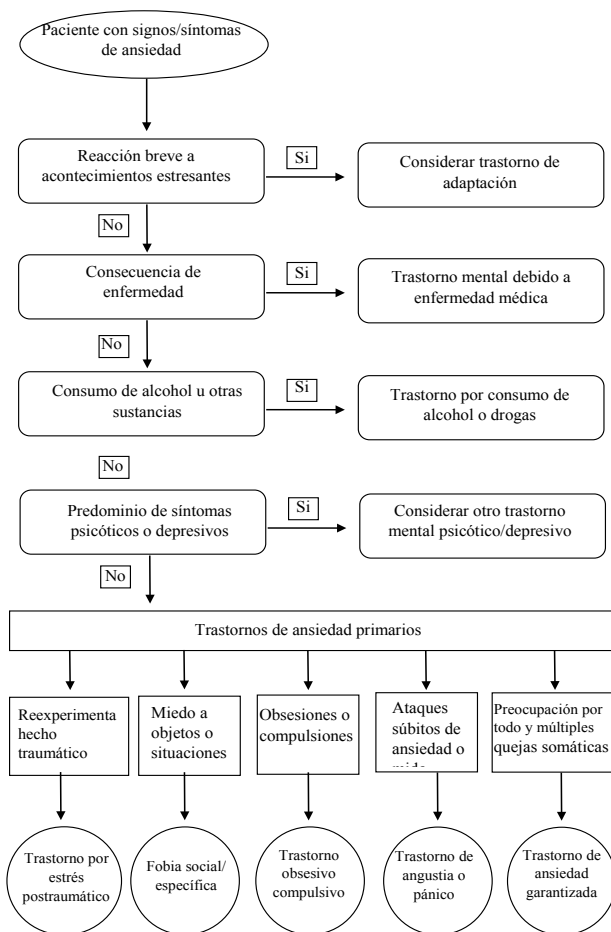 Paciente con signos/síntomas
de ansiedad
Reacción breve a
acontecimientos estresantes
Si
Considerar trastorno de
adaptación
No
Consecuencia de
enfermedad
Si
Trastorno mental debido a
enfermedad médica
No
Consumo de alcohol u otras
sustancias
Si
Trastorno por consumo de
alcohol o drogas
No
Predominio de síntomas
psicóticos o depresivos
Si
Considerar otro trastorno
mental psicótico/depresivo
No
Trastornos de ansiedad primarios
Reexperimenta
hecho
traumático
Miedo a
objetos o
situaciones
Obsesiones o
compulsiones
Ataques
súbitos de
ansiedad o
Preocupación por
todo y múltiples
quejas somáticas
Trastorno por
estrés
postraumático
Fobia social/
específica
Trastorno
obsesivo
compulsivo
Trastorno de
angustia o
pánico
Trastorno de
ansiedad
garantizada